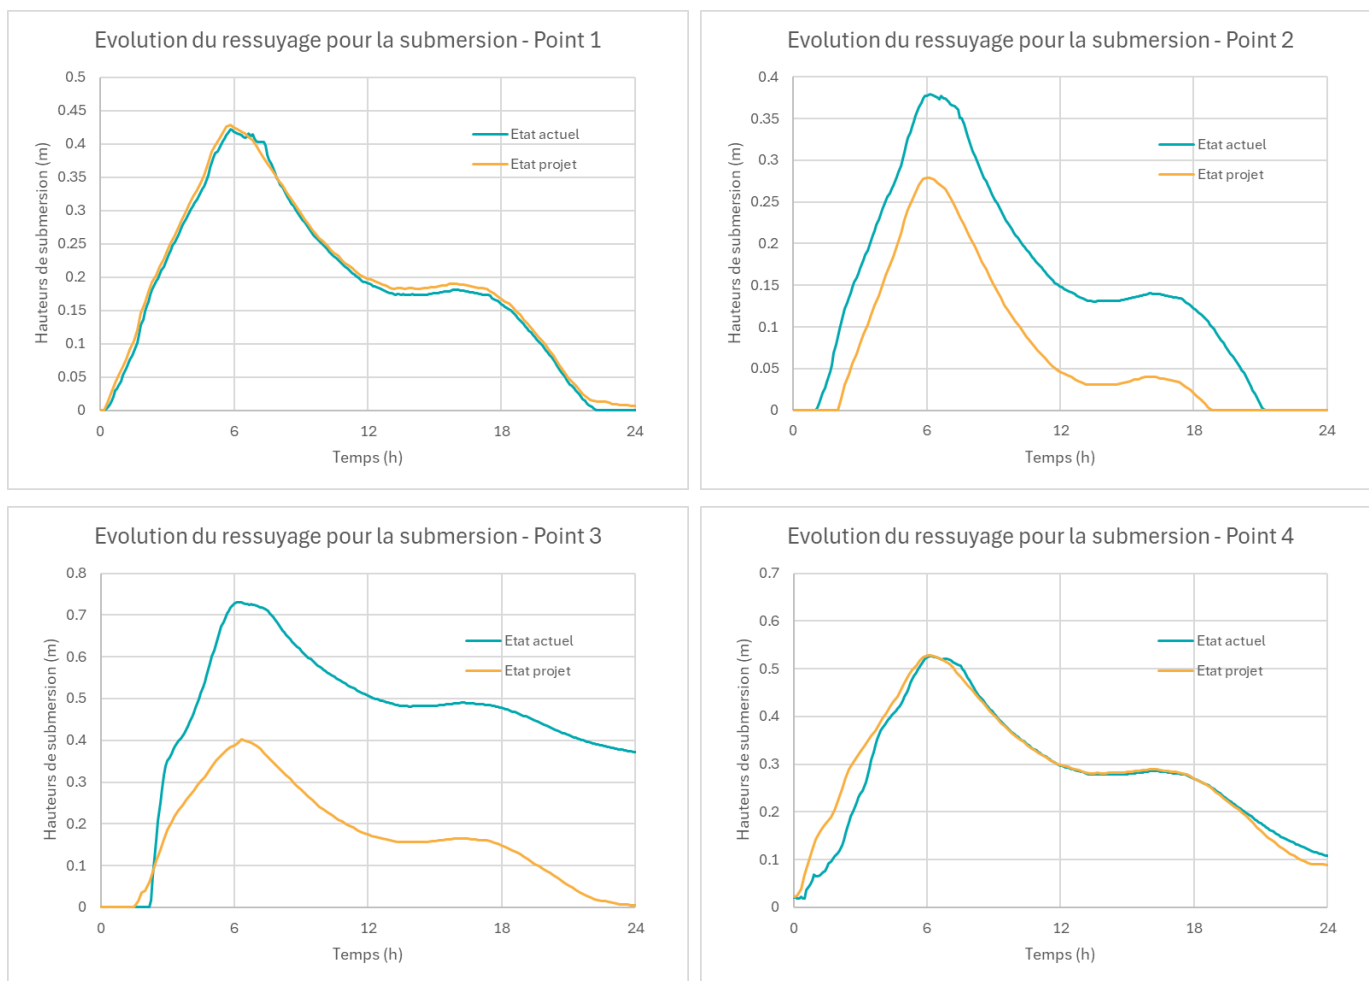 Evolution du ressuyage pour la submersion - Point 1
Hauteurs de submersion (m)
0.5
0.45
0.4
0.35
0.3
0.25
0.2
0.15
0.1
0.05
0
Etat actuel
Etat projet
0 6 12 18 24
Temps (h)
Evolution du ressuyage pour la submersion - Point 2
Hauteurs de submersion (m)
0.4
0.35
0.3
0.25
0.2
0.15
0.1
0.05
0
Etat actuel
Etat projet
0 6 12 18 24
Temps (h)
Evolution du ressuyage pour la submersion - Point 3
Hauteurs de submersion (m)
0.8
0.7
0.6
0.5
0.4
0.3
0.2
0.1
0
Etat actuel
Etat projet
0 6 12 18 24
Temps (h)
Evolution du ressuyage pour la submersion - Point 4
Hauteurs de submersion (m)
0.7
0.6
0.5
0.4
0.3
0.2
0.1
0
Etat actuel
Etat projet
0 6 12 18 24
Temps (h)